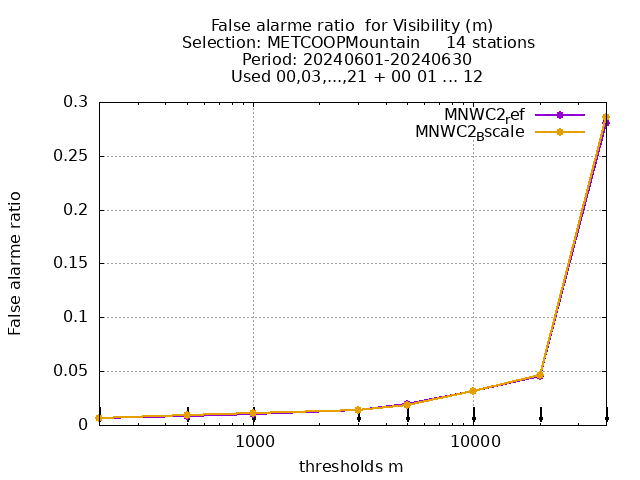 False alarme ratio  for Visibility (m)
Selection: METCOOPMountain     14 stations
Period: 20240601-20240630
Used 00,03,...,21 + 00 01 ... 12
MNWC2ref
MNWC2Bscale
0.3
0.25
0.2
0.15
0.1
0.05
0
False alarme ratio
1000
10000
thresholds m